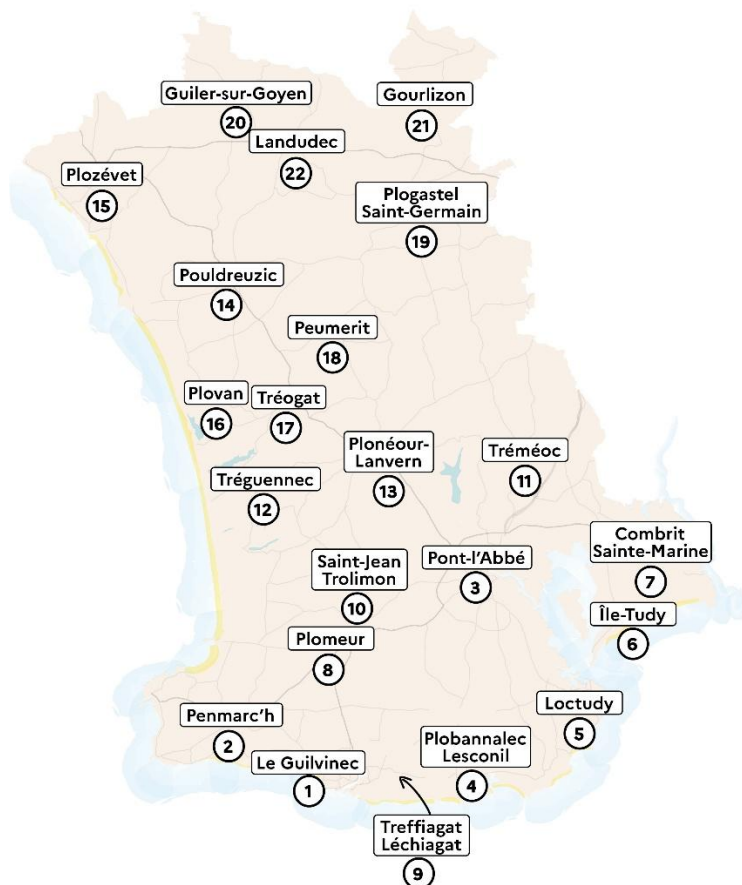 Guiler-sur-Goyen
20
Gourlizon
21
Landudec
22
Plozévet
15
Plogastel
Saint-Germain
19
Pouldreuzic
14
Peumerit
18
Plovan
16
Tréogat
17
Plonéour-
Lanvern
13
Tréméoc
11
Tréguennec
12
Combrit
Sainte-Marine
7
Saint-Jean
Trolimon
10
Pont-l'Abbé
3
Île-Tudy
6
Plomeur
8
Loctudy
5
Penmarc'h
2
Plobannalec
Lesconil
4
Le Guilvinec
1
Treffiagat
Léchiagat
9